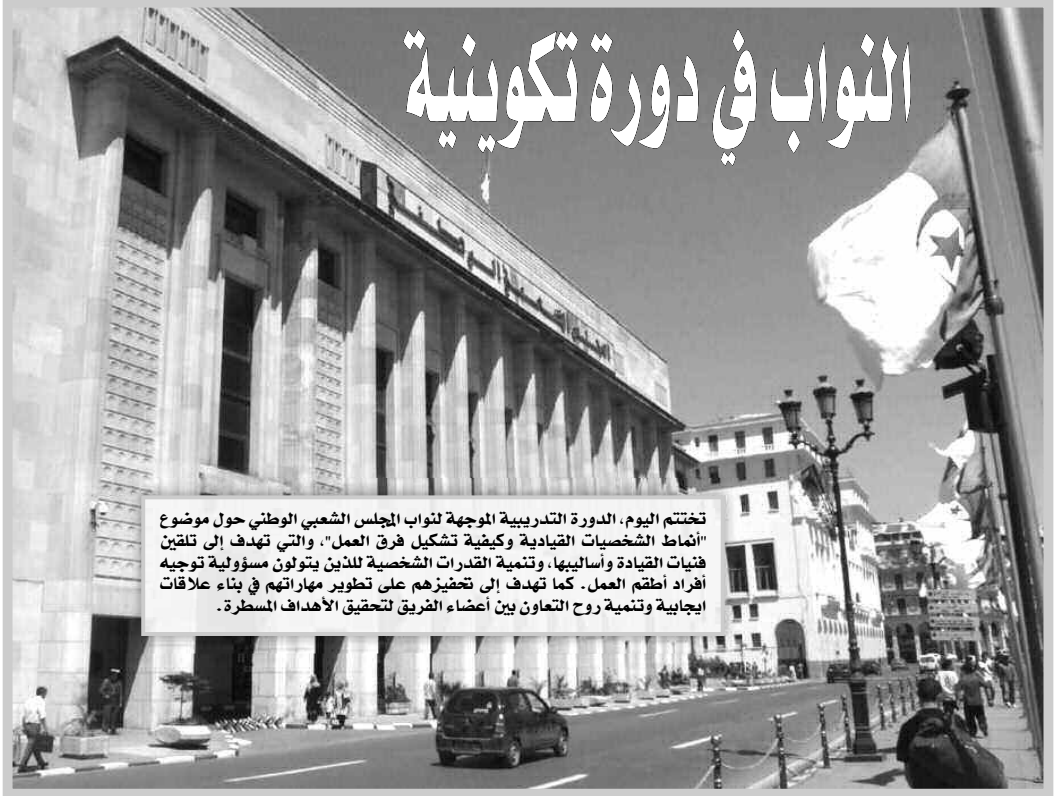 النواب في دورة تكوينية
المجلس الشعبي الوطني
تختتم اليوم، الدورة التدريبية الموجهة لنواب المجلس الشعبي الوطني حول موضوع
"أنماط الشخصيات القيادية وكيفية تشكيل فرق العمل"، والتي تهدف إلى تلقين
فنيات القيادة وأساليبها، وتنمية القدرات الشخصية للذين يتولون مسؤولية توجيه
أفراد أطقم العمل. كما تهدف إلى تحفيزهم على تطوير مهاراتهم في بناء علاقات
ايجابية وتنمية روح التعاون بين أعضاء الفريق لتحقيق الأهداف المسطرة.